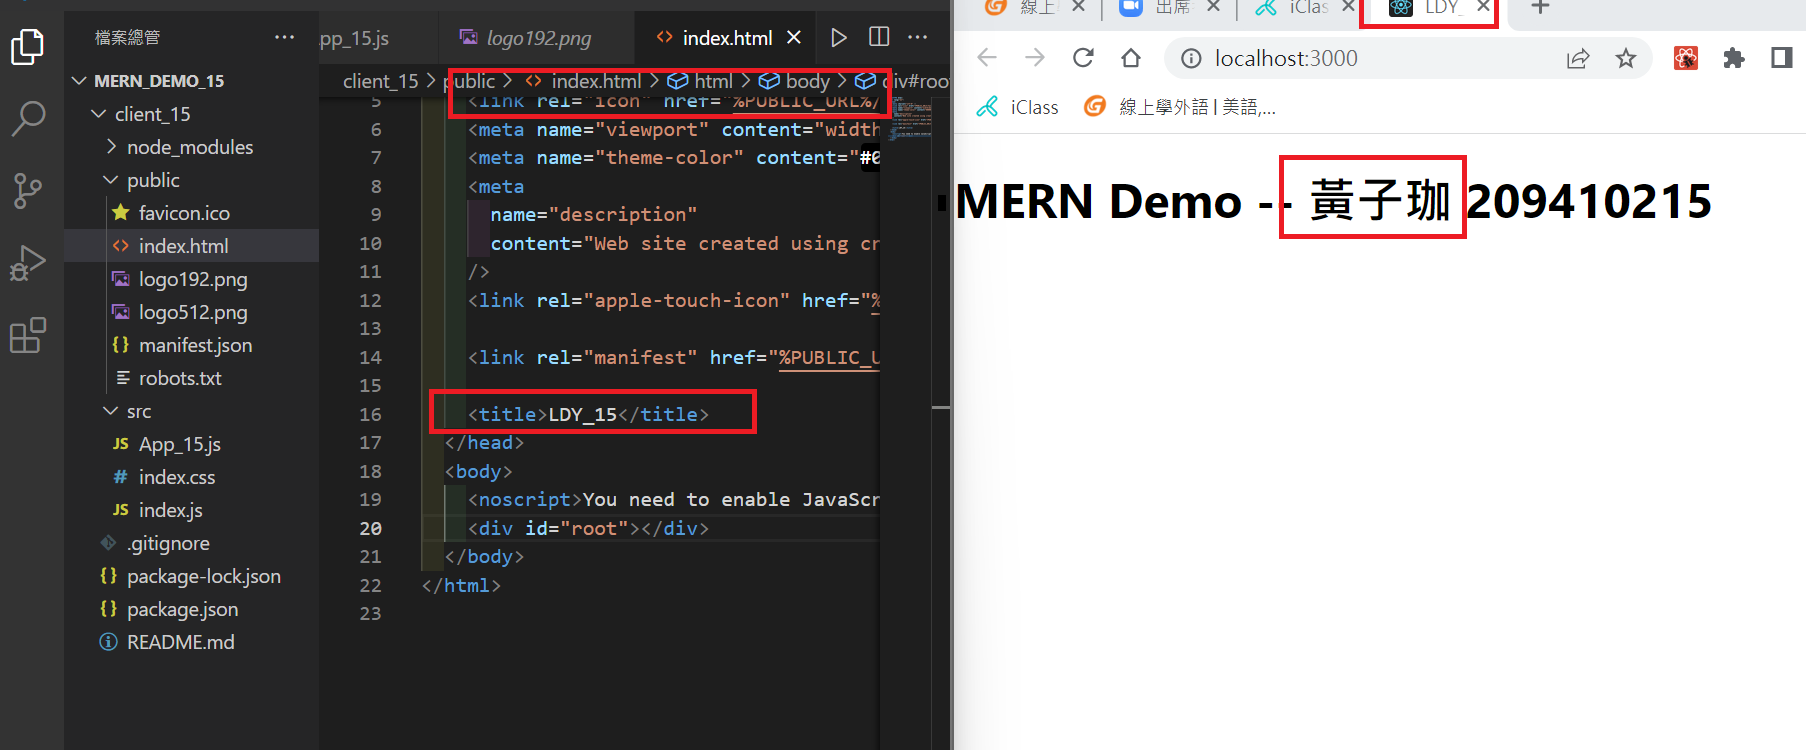 檔案總管
MERN_DEMO_15
client_15
node_modules
public
favicon.ico
index.html
logo192.png
logo512.png
manifest.json
robots.txt
src
App_15.js
index.css
index.js
.gitignore
package-lock.json
package.json
README.md
pp_15.js
logo192.png
index.html
client_15 > public > index.html > html > body > div#roo
5 <link rel="icon" href="%PUBLIC_URL%/
6 <meta name="viewport" content="width
7 <meta name="theme-color" content="#0
8 <meta
9 name="description"
10 content="Web site created using cr
11 />
12 <link rel="apple-touch-icon" href="%
13
14 <link rel="manifest" href="%PUBLIC_U
15
16 <title>LDY_15</title>
17 </head>
18 <body>
19 <noscript>You need to enable JavaScr
20 <div id="root"></div>
21 </body>
22 </html>
23
線上 出席 iClas LDY_
localhost:3000
iClass 線上學外語 | 美語,...
MERN Demo -- 黃子珈 209410215